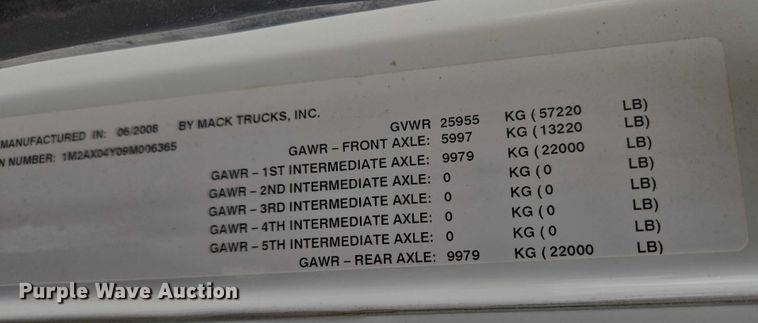 MANUFACTURED IN: 06/2008 BY MACK TRUCKS, INC.
N NUMBER: 1M2AX04Y09M006365
GVWR 25955 KG ( 57220 LB)
GAWR – FRONT AXLE: 5997 KG ( 13220 LB)
GAWR – 1ST INTERMEDIATE AXLE: 9979 KG ( 22000 LB)
GAWR – 2ND INTERMEDIATE AXLE: 0 KG ( 0 LB)
GAWR – 3RD INTERMEDIATE AXLE: 0 KG ( 0 LB)
GAWR – 4TH INTERMEDIATE AXLE: 0 KG ( 0 LB)
GAWR – 5TH INTERMEDIATE AXLE: 0 KG ( 0 LB)
GAWR – REAR AXLE: 9979 KG ( 22000 LB)
Purple Wave Auction